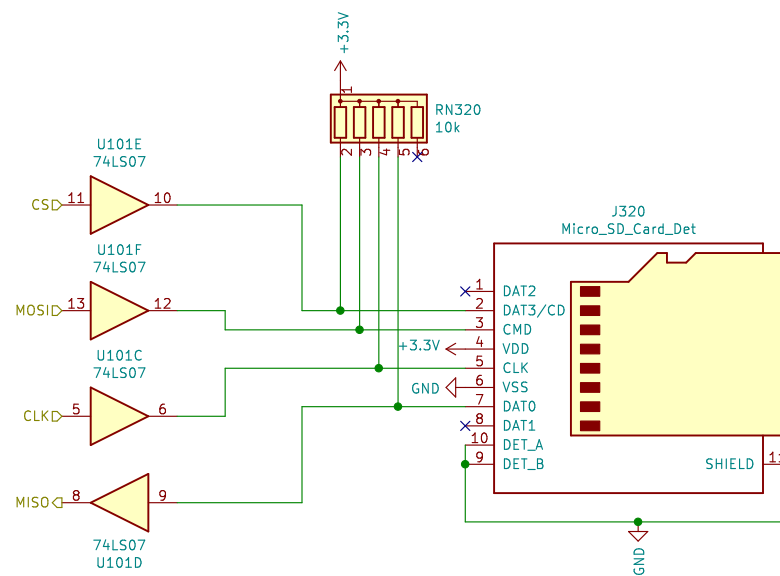 +3.3V
1
RN320
10k
2 3 4 5 6
U101E
74LS07
CS 11 10
U101F
74LS07
MOSI 13 12
J320
Micro_SD_Card_Det
1 DAT2
2 DAT3/CD
3 CMD
+3.3V 4 VDD
U101C
74LS07
5 CLK
GND 6 VSS
CLK 5 6
7 DAT0
8 DAT1
10 DET_A
9 DET_B
SHIELD 11
MISO 8 9
74LS07
U101D
GND